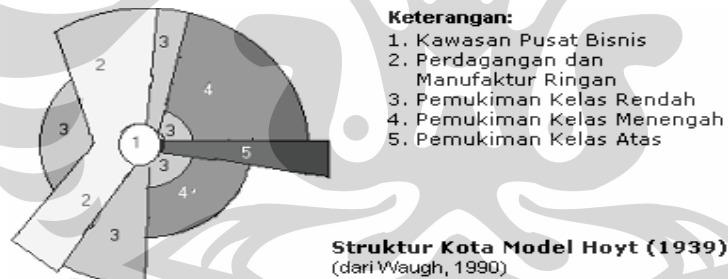 Keterangan:
1. Kawasan Pusat Bisnis
2. Perdagangan dan
Manufaktur Ringan
3. Pemukiman Kelas Rendah
4. Pemukiman Kelas Menengah
5. Pemukiman Kelas Atas
3
2
4
3
3
1
5
3
4
2
3
Struktur Kota Model Hoyt (1939)
(dari Waugh, 1990)